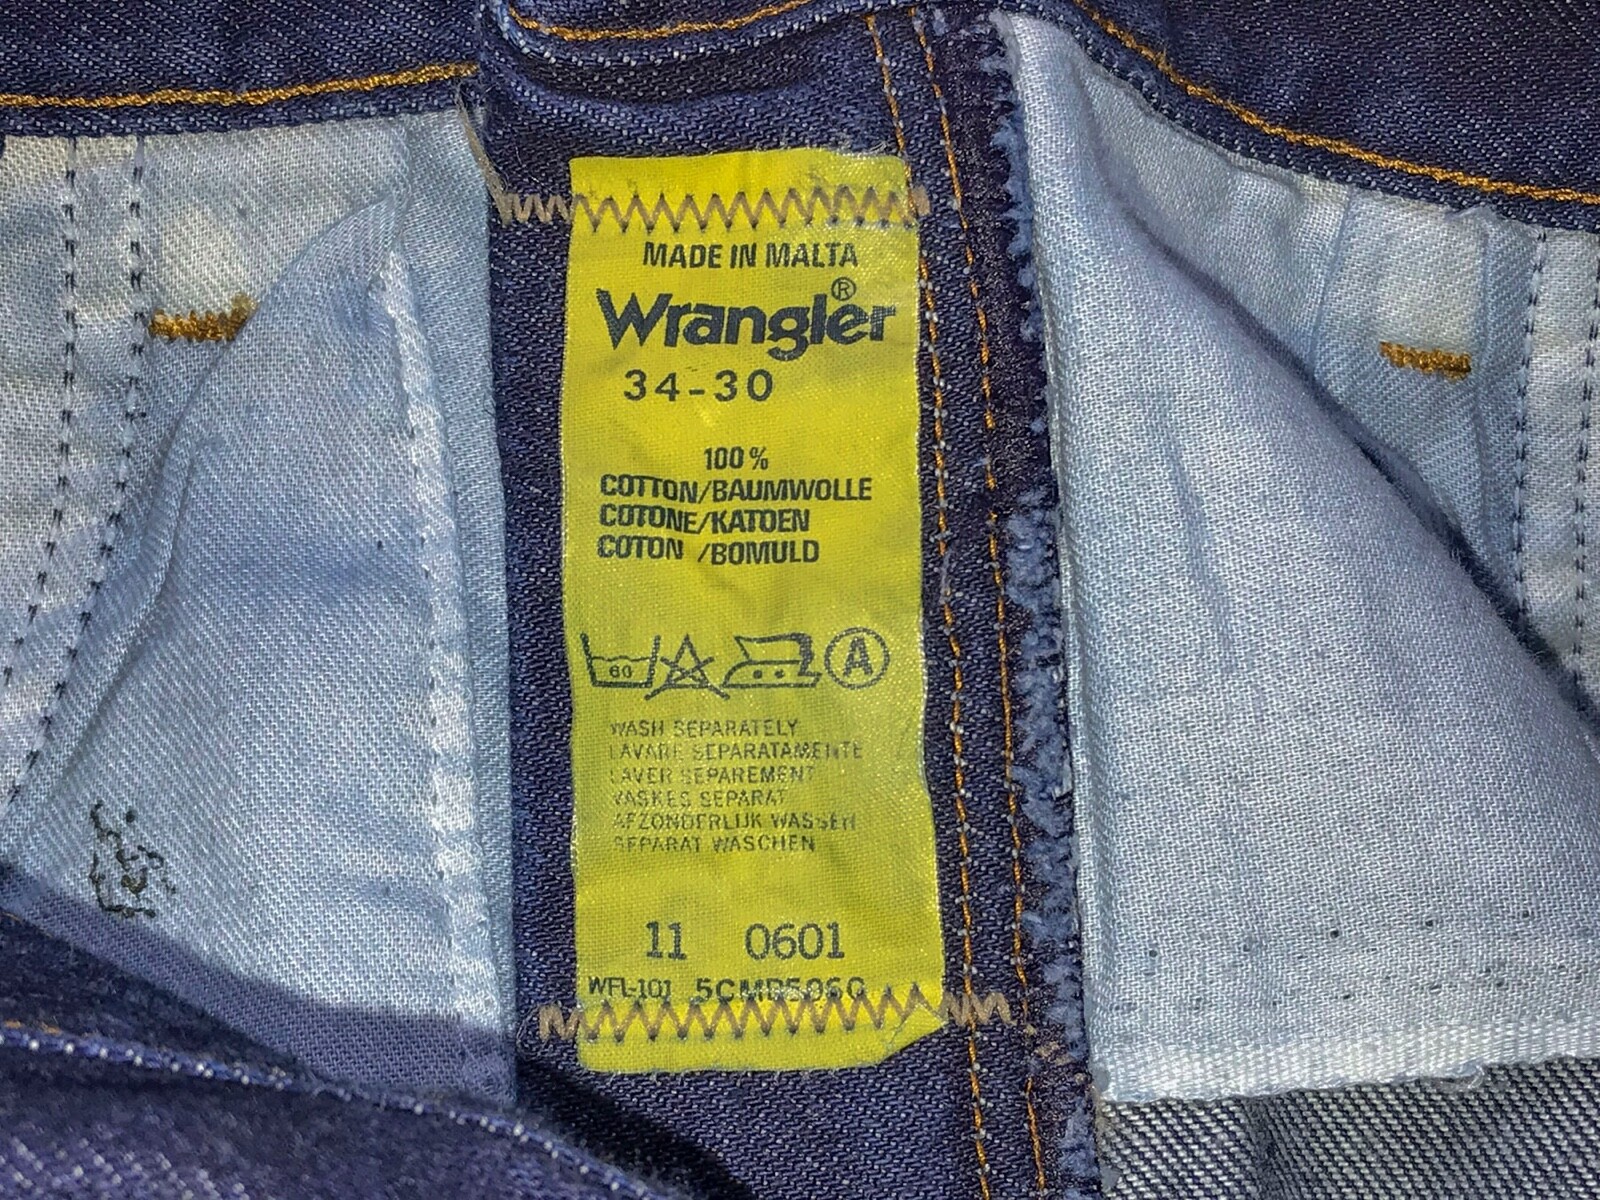 MADE IN MALTA
Wrangler®
34-30
100%
COTTON/BAUMWOLLE
COTONE/KATOEN
COTON /BOMULD
60 A
WASH SEPARATELY
LAVARE SEPARATAMENTE
LAVER SEPAREMENT
VASKES SEPARAT
AFZONDERLIJK WASSEN
SEPARAT WASCHEN
11 0601
WFL-101